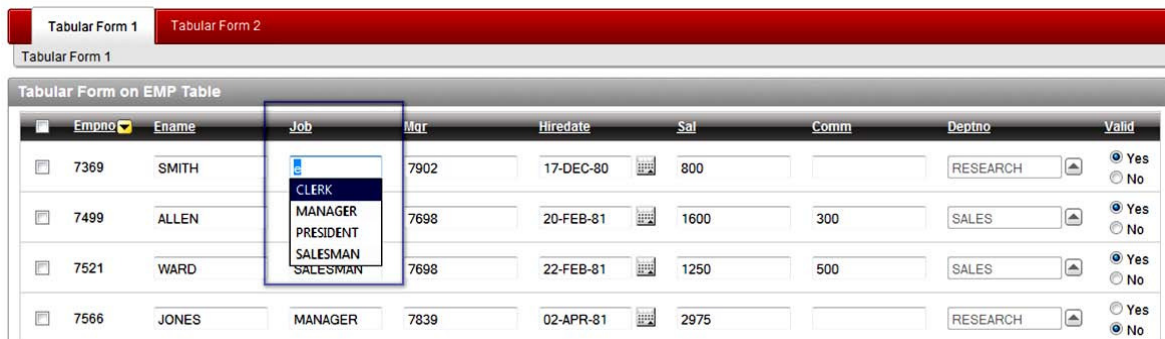 Tabular Form 1 Tabular Form 2
Tabular Form 1
Tabular Form on EMP Table
Empno Ename Job Mgr Hiredate Sal Comm Deptno Valid
7369 SMITH e 7902 17-DEC-80 800 RESEARCH Yes
No
CLERK
MANAGER
PRESIDENT
SALESMAN
7499 ALLEN 7698 20-FEB-81 1600 300 SALES Yes
No
7521 WARD SALESMAN 7698 22-FEB-81 1250 500 SALES Yes
No
7566 JONES MANAGER 7839 02-APR-81 2975 RESEARCH Yes
No